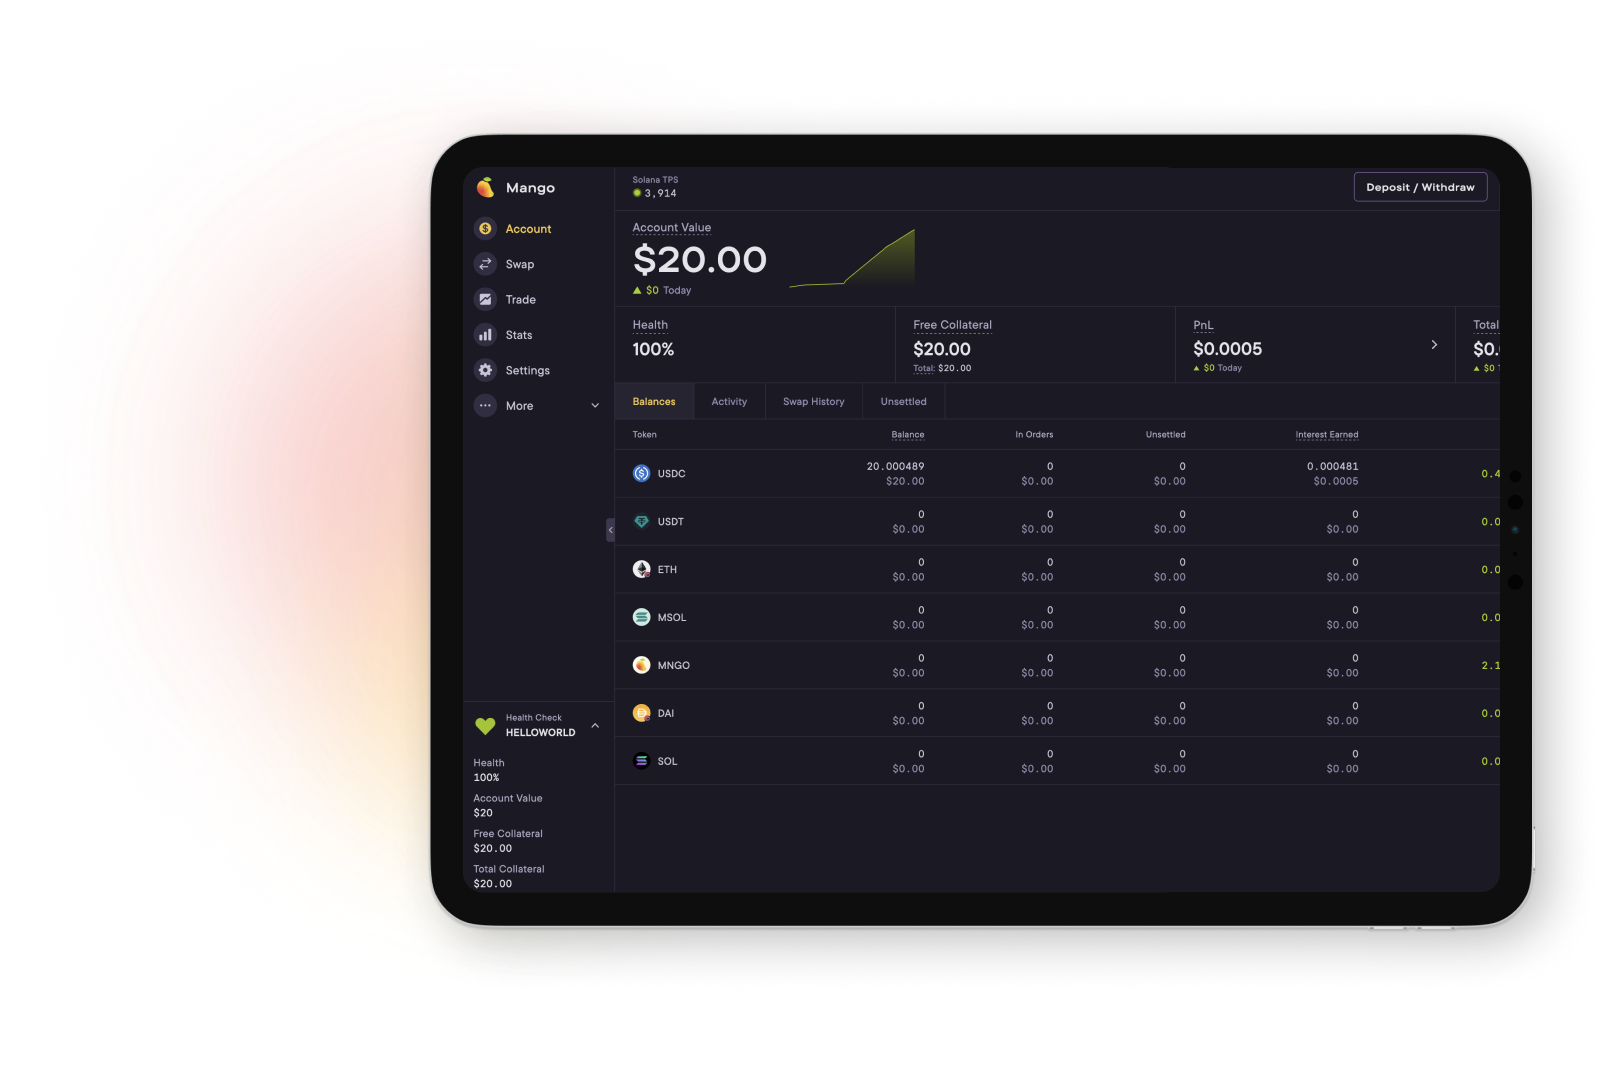 Mango
Account
Swap
Trade
Stats
Settings
More
Health Check
HELLOWORLD
Health
100%
Account Value
$20
Free Collateral
$20.00
Total Collateral
$20.00
Solana TPS
3,914
Deposit / Withdraw
Account Value
$20.00
$0 Today
Health
100%
Free Collateral
$20.00
Total: $20.00
PnL
$0.0005
$0 Today
Total
$0.
$0
Balances Activity Swap History Unsettled
Token Balance In Orders Unsettled Interest Earned
USDC 20.000489 0 0 0.000481
$20.00 $0.00 $0.00 $0.0005 0.4
USDT 0 0 0 0
$0.00 $0.00 $0.00 $0.00 0.0
ETH 0 0 0 0
$0.00 $0.00 $0.00 $0.00 0.0
MSOL 0 0 0 0
$0.00 $0.00 $0.00 $0.00 0.0
MNGO 0 0 0 0
$0.00 $0.00 $0.00 $0.00 2.1
DAI 0 0 0 0
$0.00 $0.00 $0.00 $0.00 0.0
SOL 0 0 0 0
$0.00 $0.00 $0.00 $0.00 0.0